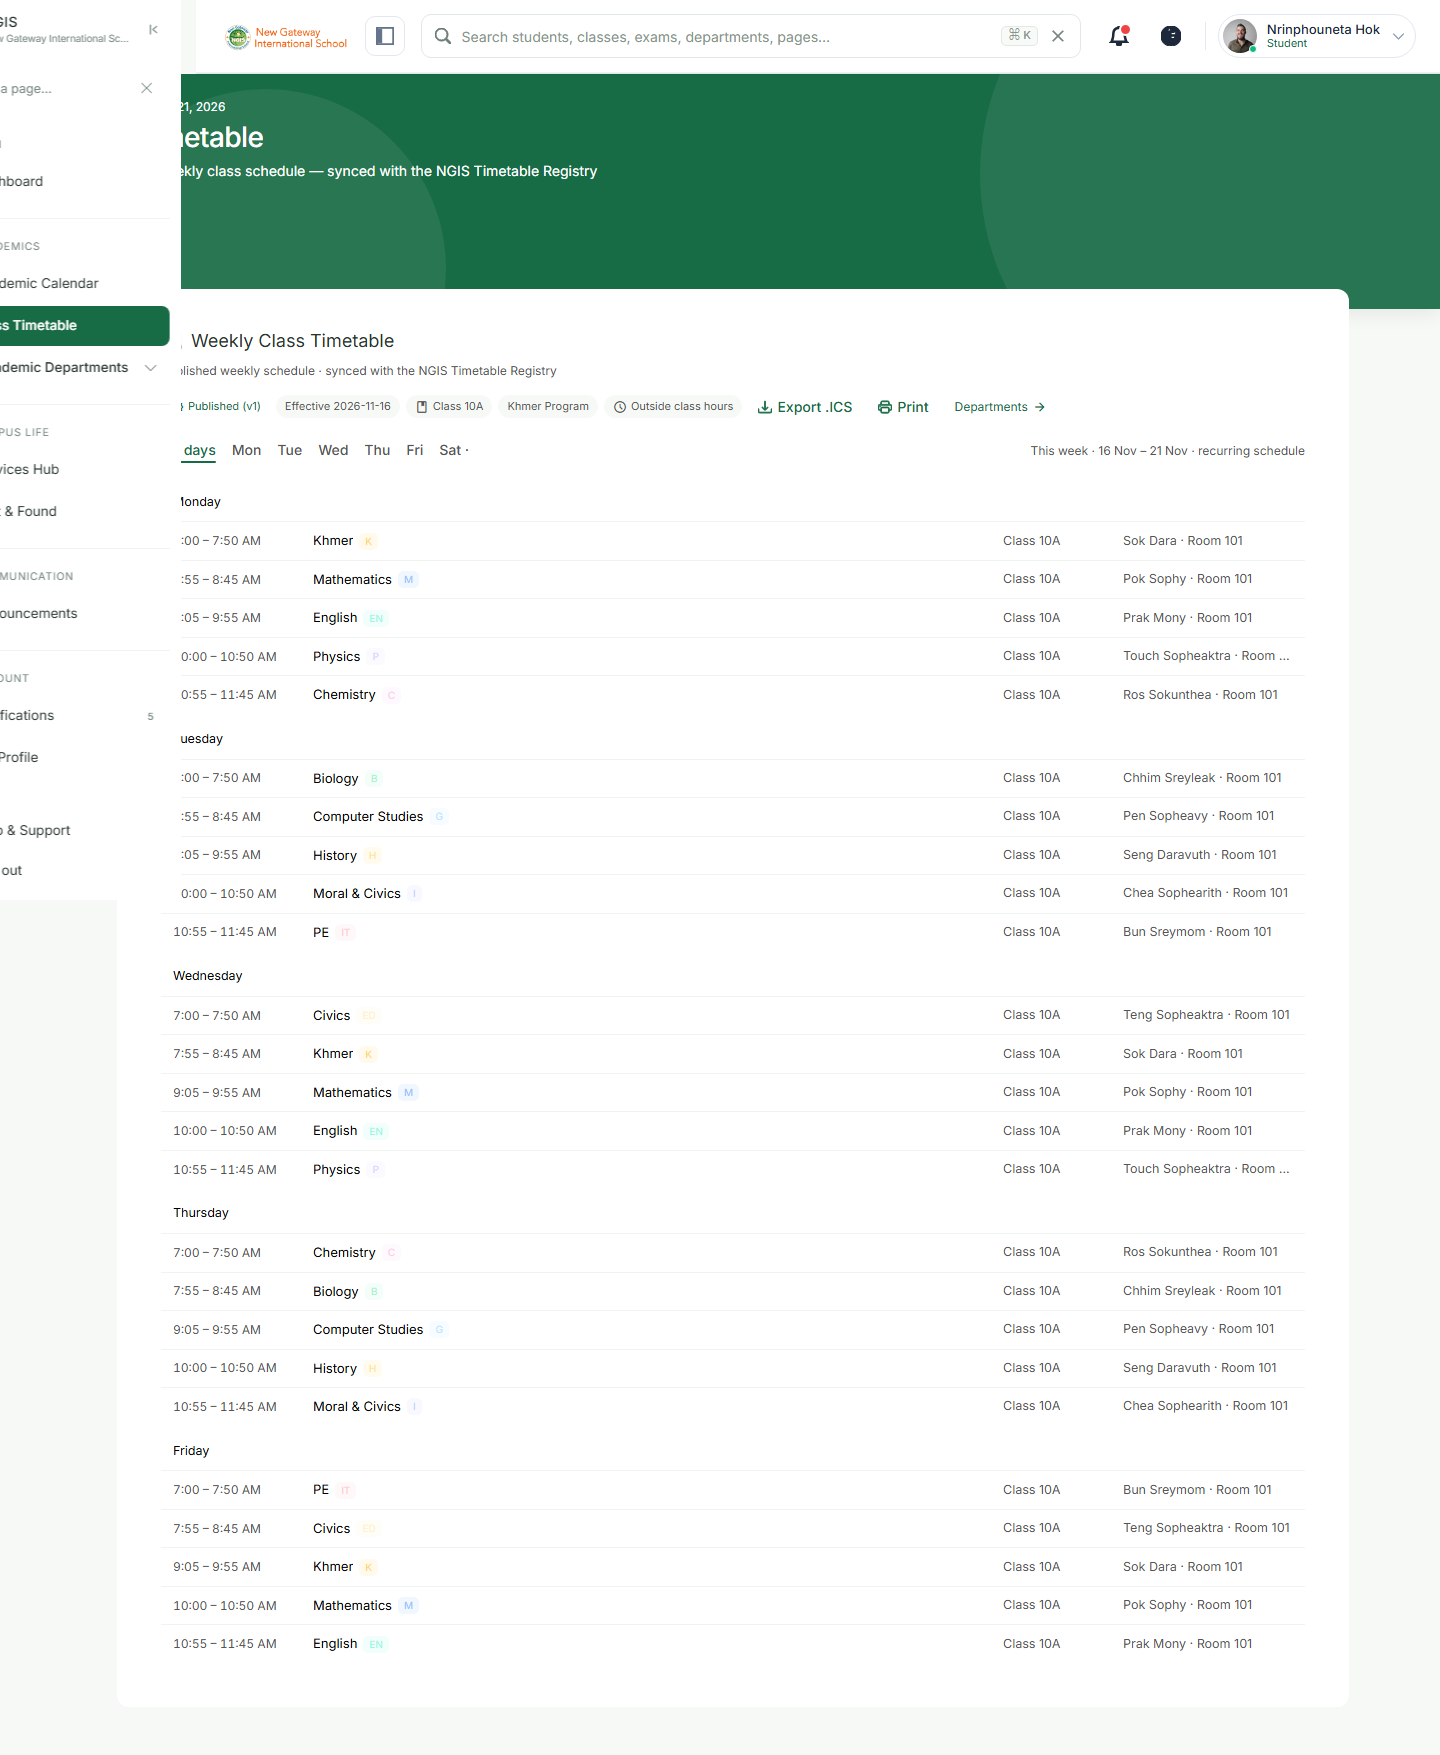 GIS
w Gateway International Sc...
a page...
hboard
DEMICS
demic Calendar
ss Timetable
ademic Departments
PUS LIFE
vices Hub
t & Found
MUNICATION
ouncements
OUNT
ifications 5
Profile
p & Support
out
New Gateway
International School
Search students, classes, exams, departments, pages...
⌘ K
Nrinphouneta Hok
Student
21, 2026
netable
ekly class schedule — synced with the NGIS Timetable Registry
Weekly Class Timetable
blished weekly schedule · synced with the NGIS Timetable Registry
Published (v1) Effective 2026-11-16 Class 10A Khmer Program Outside class hours Export .ICS Print Departments →
days Mon Tue Wed Thu Fri Sat ·
This week · 16 Nov – 21 Nov · recurring schedule
Monday
:00 – 7:50 AM Khmer K Class 10A Sok Dara · Room 101
:55 – 8:45 AM Mathematics M Class 10A Pok Sophy · Room 101
:05 – 9:55 AM English EN Class 10A Prak Mony · Room 101
0:00 – 10:50 AM Physics P Class 10A Touch Sopheaktra · Room ...
0:55 – 11:45 AM Chemistry C Class 10A Ros Sokunthea · Room 101
uesday
:00 – 7:50 AM Biology B Class 10A Chhim Sreyleak · Room 101
:55 – 8:45 AM Computer Studies G Class 10A Pen Sopheavy · Room 101
:05 – 9:55 AM History H Class 10A Seng Daravuth · Room 101
0:00 – 10:50 AM Moral & Civics I Class 10A Chea Sophearith · Room 101
10:55 – 11:45 AM PE IT Class 10A Bun Sreymom · Room 101
Wednesday
7:00 – 7:50 AM Civics ED Class 10A Teng Sopheaktra · Room 101
7:55 – 8:45 AM Khmer K Class 10A Sok Dara · Room 101
9:05 – 9:55 AM Mathematics M Class 10A Pok Sophy · Room 101
10:00 – 10:50 AM English EN Class 10A Prak Mony · Room 101
10:55 – 11:45 AM Physics P Class 10A Touch Sopheaktra · Room ...
Thursday
7:00 – 7:50 AM Chemistry C Class 10A Ros Sokunthea · Room 101
7:55 – 8:45 AM Biology B Class 10A Chhim Sreyleak · Room 101
9:05 – 9:55 AM Computer Studies G Class 10A Pen Sopheavy · Room 101
10:00 – 10:50 AM History H Class 10A Seng Daravuth · Room 101
10:55 – 11:45 AM Moral & Civics I Class 10A Chea Sophearith · Room 101
Friday
7:00 – 7:50 AM PE IT Class 10A Bun Sreymom · Room 101
7:55 – 8:45 AM Civics ED Class 10A Teng Sopheaktra · Room 101
9:05 – 9:55 AM Khmer K Class 10A Sok Dara · Room 101
10:00 – 10:50 AM Mathematics M Class 10A Pok Sophy · Room 101
10:55 – 11:45 AM English EN Class 10A Prak Mony · Room 101